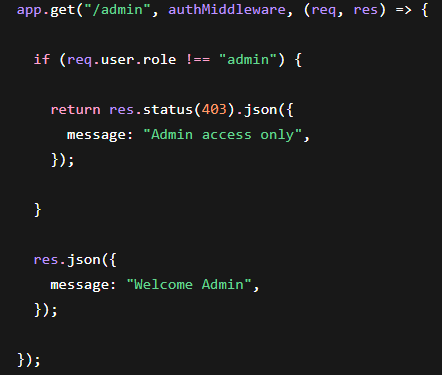 app.get("/admin", authMiddleware, (req, res) => {
if (req.user.role !== "admin") {
return res.status(403).json({
message: "Admin access only",
});
}
res.json({
message: "Welcome Admin",
});
});